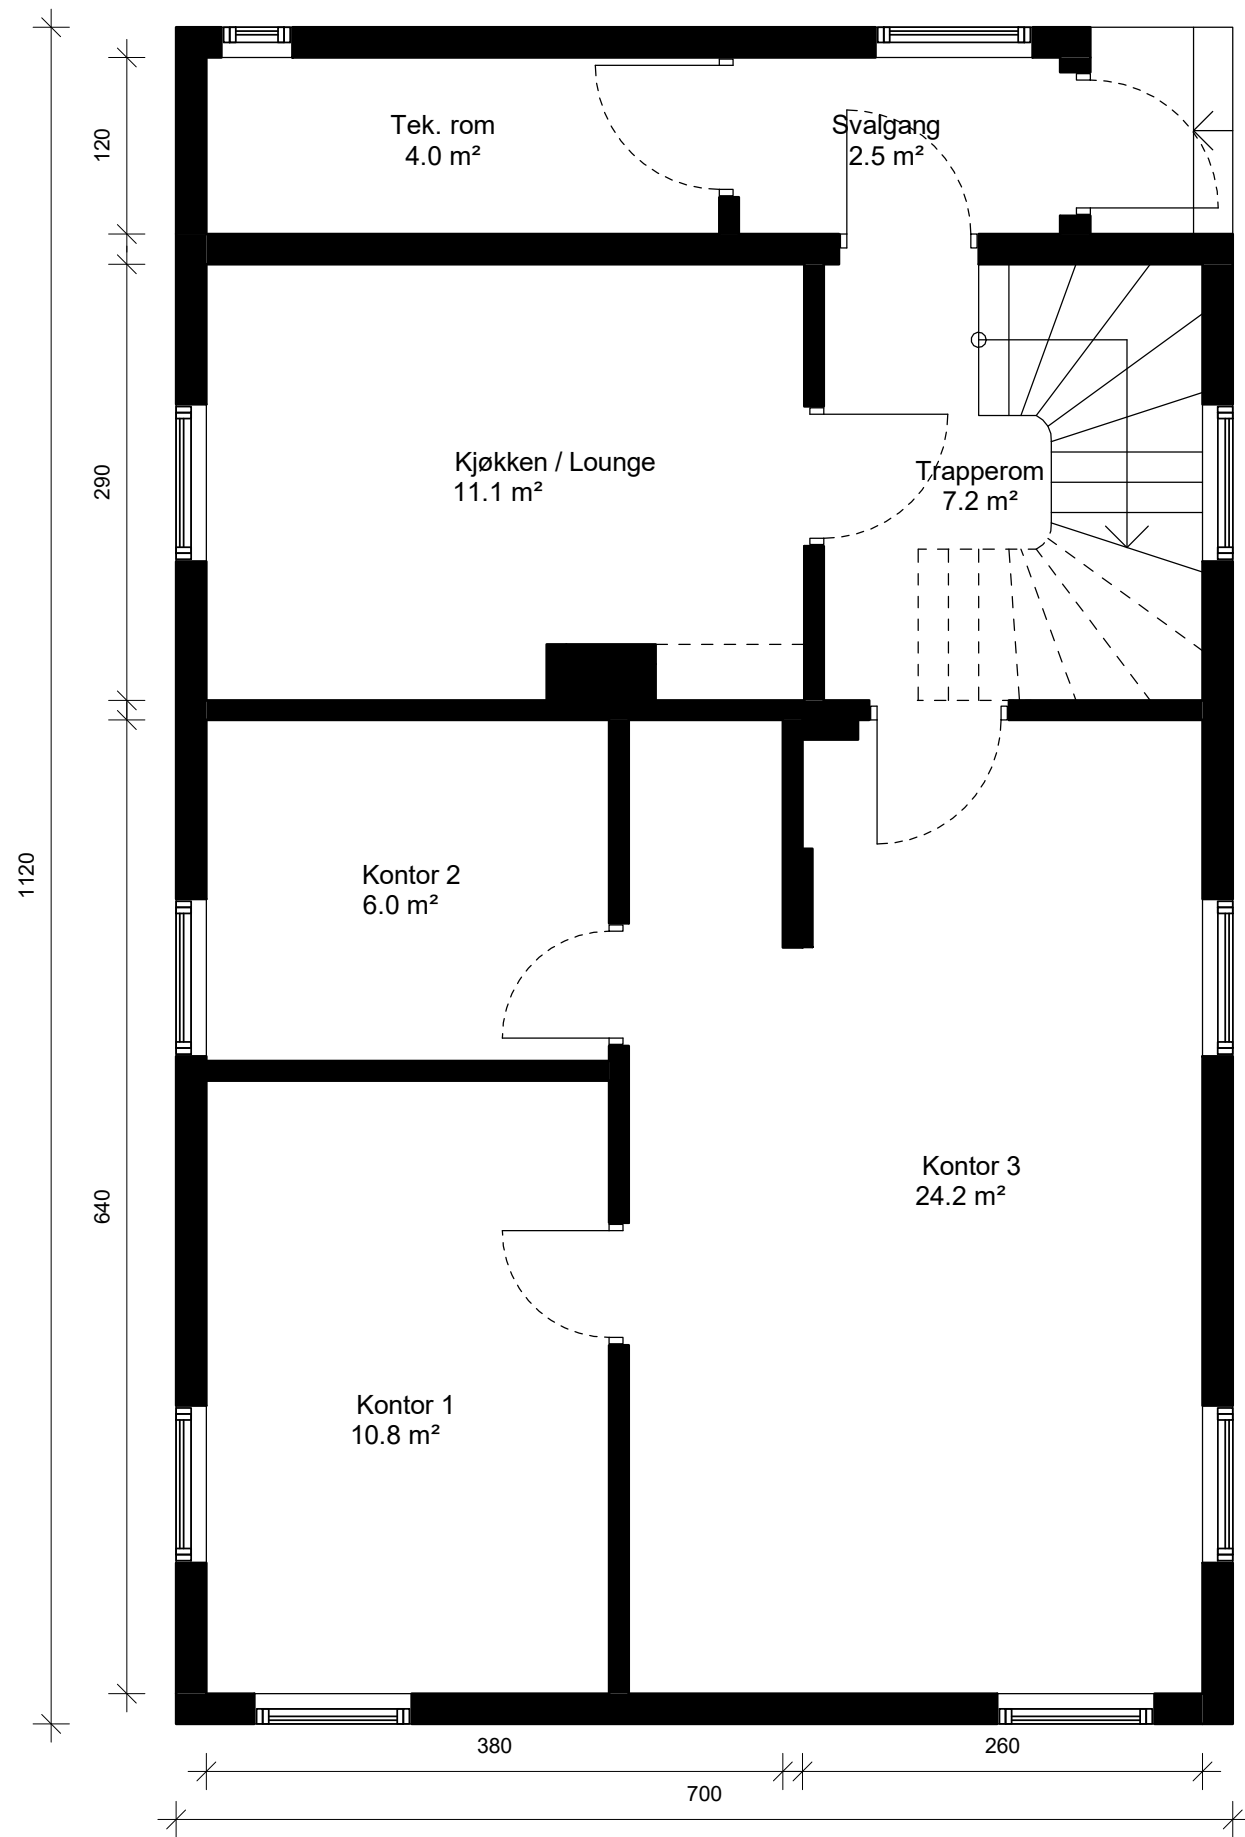 120
Tek. rom
4.0 m²
Svalgang
2.5 m²
290
Kjøkken / Lounge
11.1 m²
Trapperom
7.2 m²
1120
Kontor 2
6.0 m²
640
Kontor 3
24.2 m²
Kontor 1
10.8 m²
380
260
700